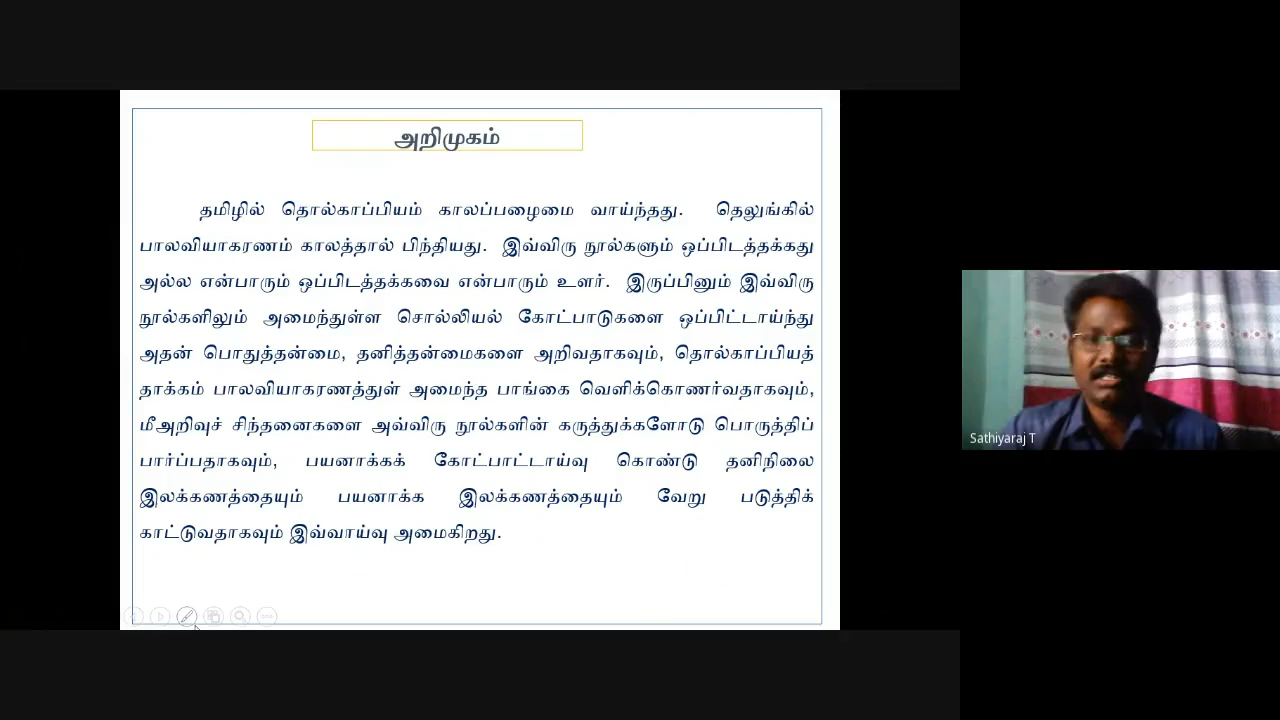 அறிமுகம்
தமிழில் தொல்காப்பியம் காலப்பழைமை வாய்ந்தது. தெலுங்கில்
பாலவியாகரணம் காலத்தால் பிந்தியது. இவ்விரு நூல்களும் ஒப்பிடத்தக்கது
அல்ல என்பாரும் ஒப்பிடத்தக்கவை என்பாரும் உளர். இருப்பினும் இவ்விரு
நூல்களிலும் அமைந்துள்ள சொல்லியல் கோட்பாடுகளை ஒப்பிட்டாய்ந்து
அதன் பொதுத்தன்மை, தனித்தன்மைகளை அறிவதாகவும், தொல்காப்பியத்
தாக்கம் பாலவியாகரணத்துள் அமைந்த பாங்கை வெளிக்கொணர்வதாகவும்,
மீஅறிவுச் சிந்தனைகளை அவ்விரு நூல்களின் கருத்துக்களோடு பொருத்திப்
பார்ப்பதாகவும், பயனாக்கக் கோட்பாட்டாய்வு கொண்டு தனிநிலை
இலக்கணத்தையும் பயனாக்க இலக்கணத்தையும் வேறு படுத்திக்
காட்டுவதாகவும் இவ்வாய்வு அமைகிறது.
Sathiyaraj T